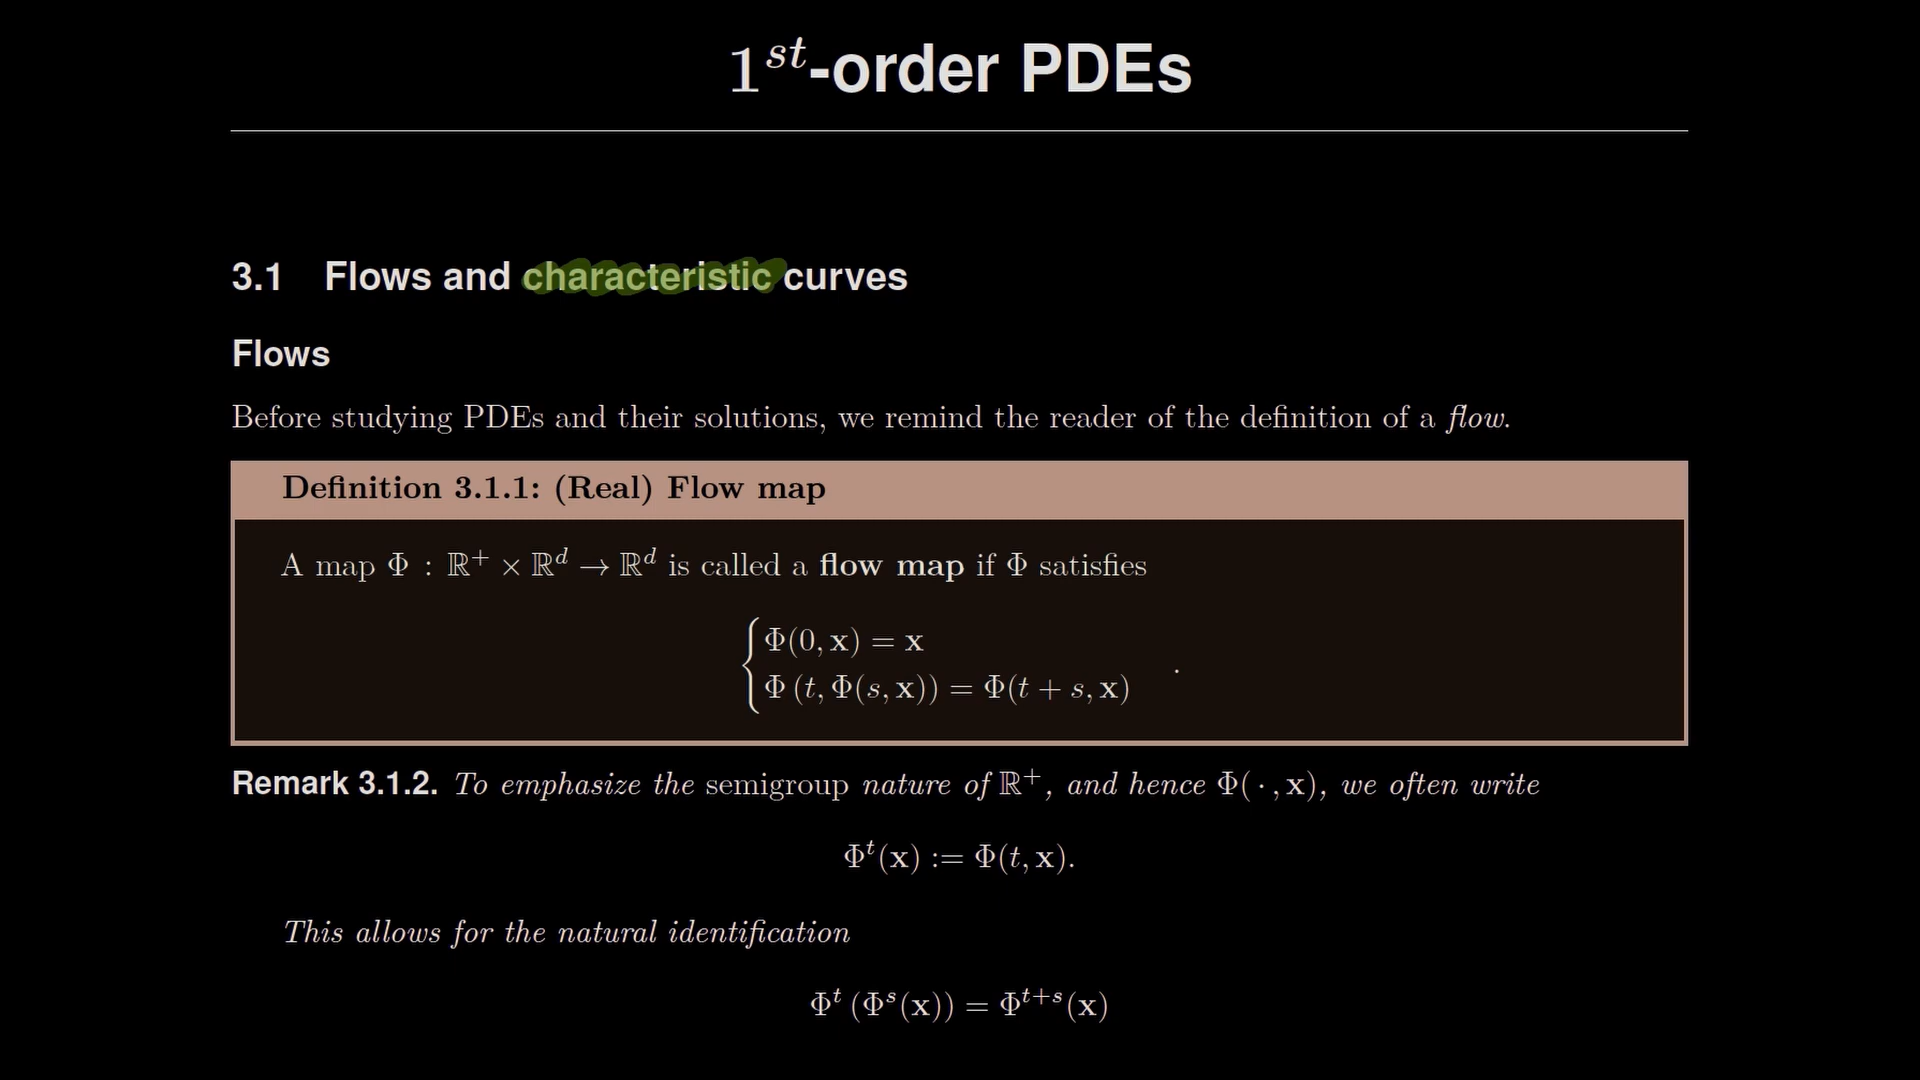 1^{st}-order PDEs
3.1 Flows and characteristic curves
Flows
Before studying PDEs and their solutions, we remind the reader of the definition of a flow.
Definition 3.1.1: (Real) Flow map
A map Φ : ℝ⁺ × ℝ^d → ℝ^d is called a flow map if Φ satisfies
{ Φ(0, x) = x
Φ (t, Φ(s, x)) = Φ(t + s, x) .
Remark 3.1.2. To emphasize the semigroup nature of ℝ⁺, and hence Φ( · , x), we often write
Φ^t(x) := Φ(t, x).
This allows for the natural identification
Φ^t (Φ^s(x)) = Φ^{t+s}(x)